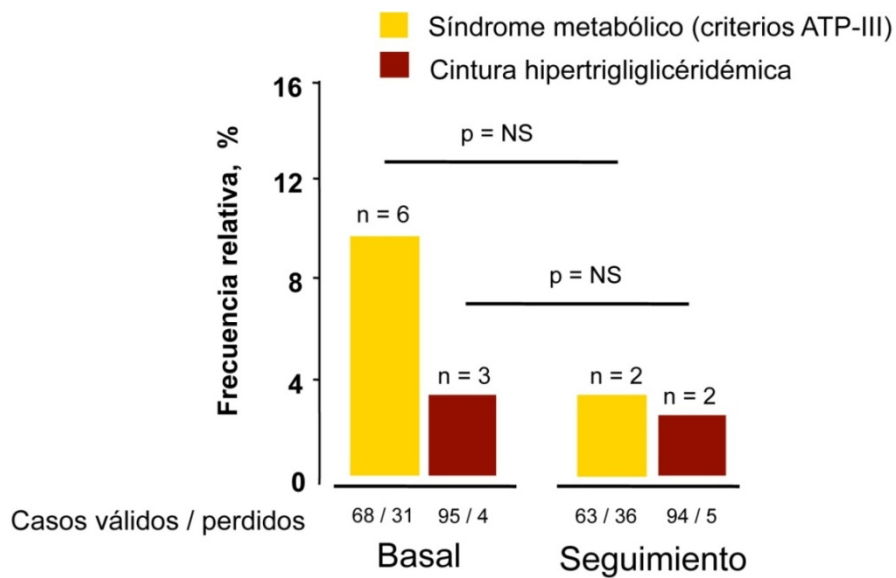 Síndrome metabólico (criterios ATP-III)
Cintura hipertrigliglicéridémica
Frecuencia relativa, %
16
12
8
4
0
p = NS
n = 6
p = NS
n = 3
n = 2
n = 2
Casos válidos / perdidos
68 / 31
95 / 4
63 / 36
94 / 5
Basal
Seguimiento